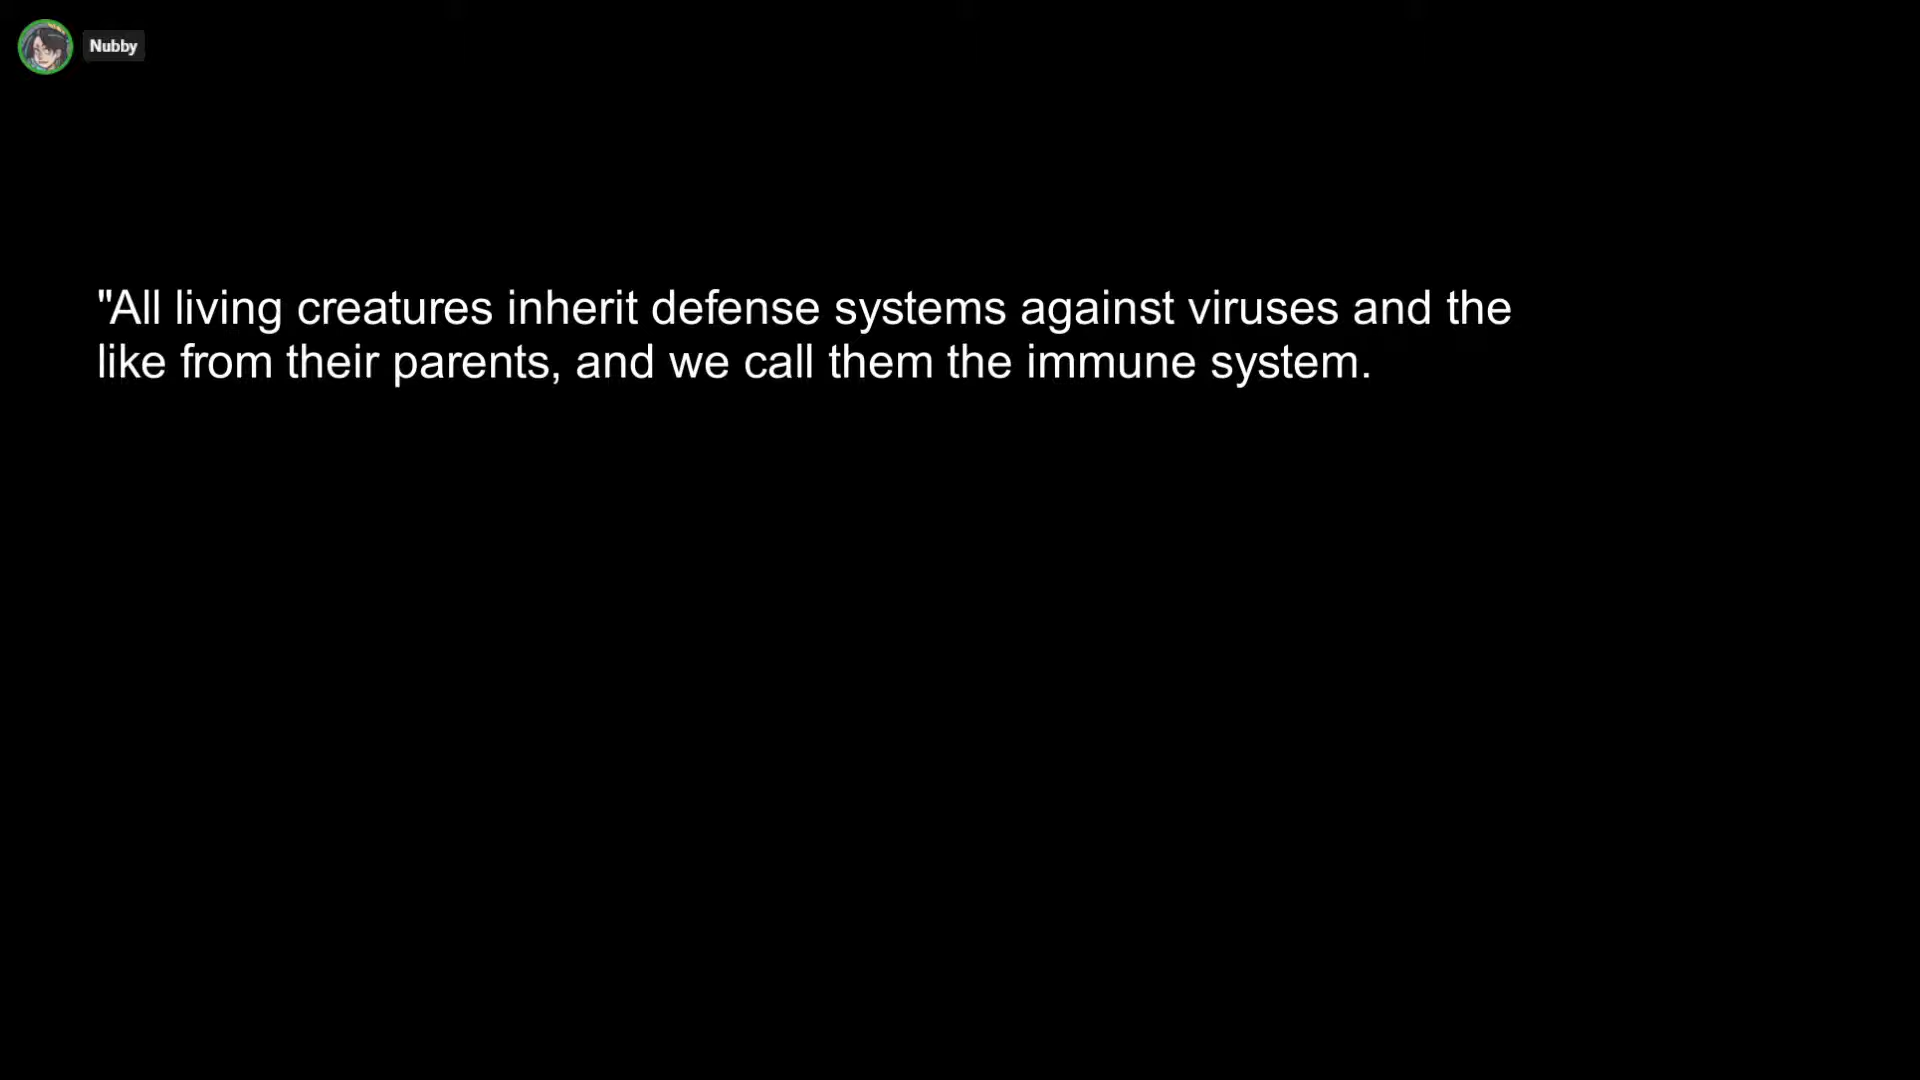 Nubby
"All living creatures inherit defense systems against viruses and the
like from their parents, and we call them the immune system.